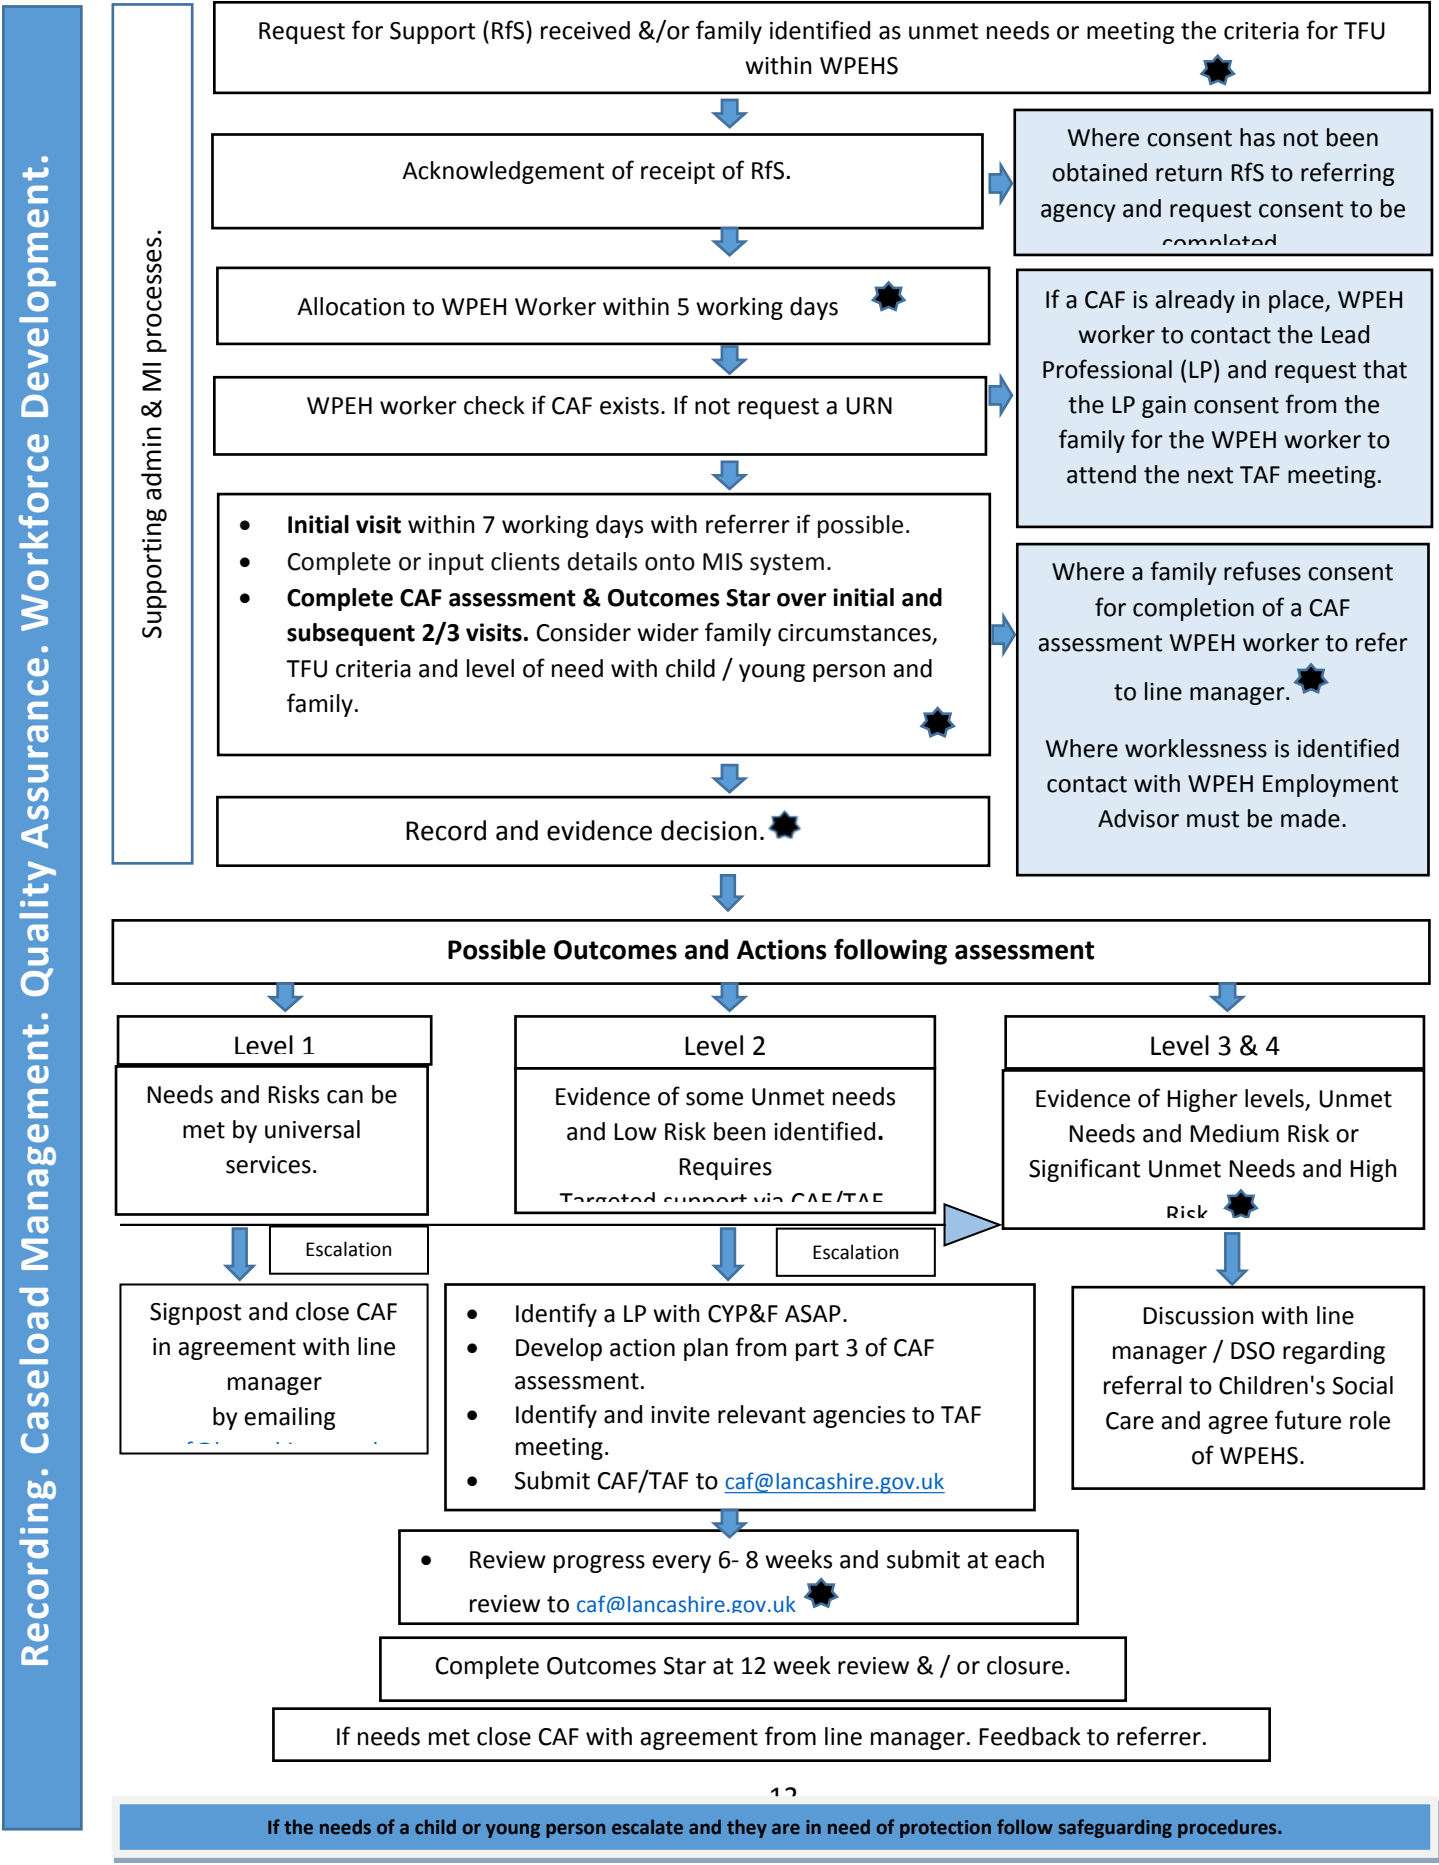 Recording. Caseload Management. Quality Assurance. Workforce Development.
Supporting admin & MI processes.
Request for Support (RfS) received &/or family identified as unmet needs or meeting the criteria for TFU
within WPEHS
Acknowledgement of receipt of RfS.
Where consent has not been
obtained return RfS to referring
agency and request consent to be
completed
Allocation to WPEH Worker within 5 working days
If a CAF is already in place, WPEH
worker to contact the Lead
Professional (LP) and request that
the LP gain consent from the
family for the WPEH worker to
attend the next TAF meeting.
WPEH worker check if CAF exists. If not request a URN
• Initial visit within 7 working days with referrer if possible.
• Complete or input clients details onto MIS system.
• Complete CAF assessment & Outcomes Star over initial and
subsequent 2/3 visits. Consider wider family circumstances,
TFU criteria and level of need with child / young person and
family.
Where a family refuses consent
for completion of a CAF
assessment WPEH worker to refer
to line manager.
Where worklessness is identified
contact with WPEH Employment
Advisor must be made.
Record and evidence decision.
Possible Outcomes and Actions following assessment
Level 1
Needs and Risks can be
met by universal
services.
Level 2
Evidence of some Unmet needs
and Low Risk been identified.
Requires
Targeted support via CAF/TAF
Level 3 & 4
Evidence of Higher levels, Unmet
Needs and Medium Risk or
Significant Unmet Needs and High
Risk
Escalation
Escalation
Signpost and close CAF
in agreement with line
manager
by emailing
• Identify a LP with CYP&F ASAP.
• Develop action plan from part 3 of CAF
assessment.
• Identify and invite relevant agencies to TAF
meeting.
• Submit CAF/TAF to caf@lancashire.gov.uk
Discussion with line
manager / DSO regarding
referral to Children's Social
Care and agree future role
of WPEHS.
• Review progress every 6- 8 weeks and submit at each
review to caf@lancashire.gov.uk
Complete Outcomes Star at 12 week review & / or closure.
If needs met close CAF with agreement from line manager. Feedback to referrer.
12
If the needs of a child or young person escalate and they are in need of protection follow safeguarding procedures.